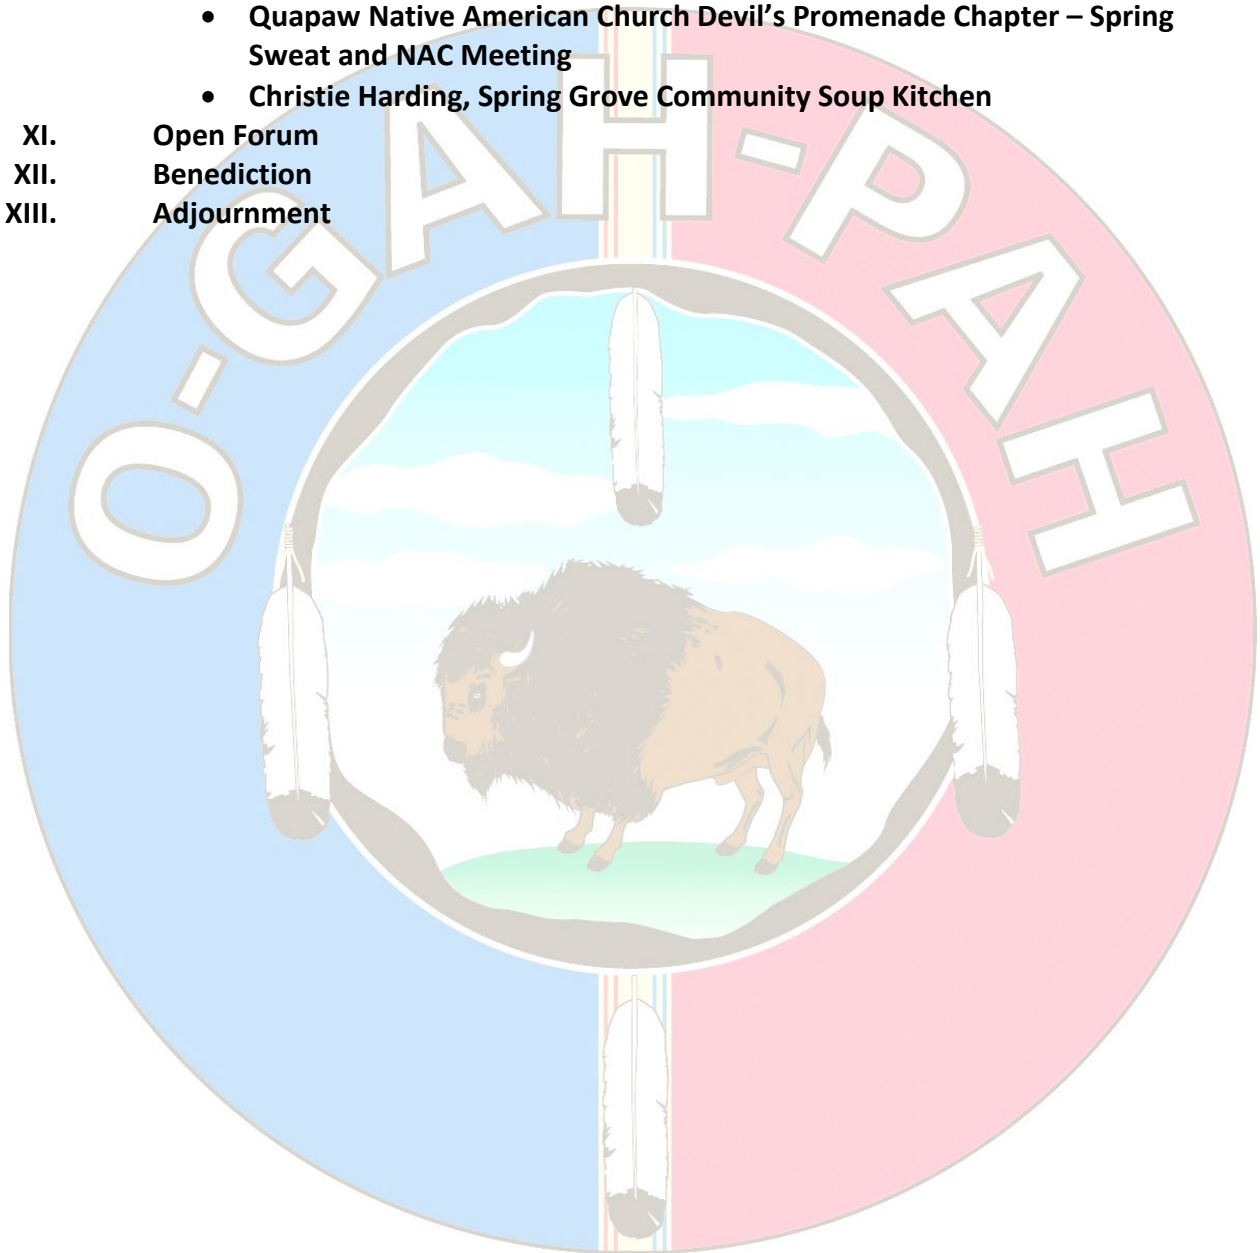 • Quapaw Native American Church Devil’s Promenade Chapter – Spring
Sweat and NAC Meeting
• Christie Harding, Spring Grove Community Soup Kitchen
XI. Open Forum
XII. Benediction
XIII. Adjournment
O-GAH-PAH